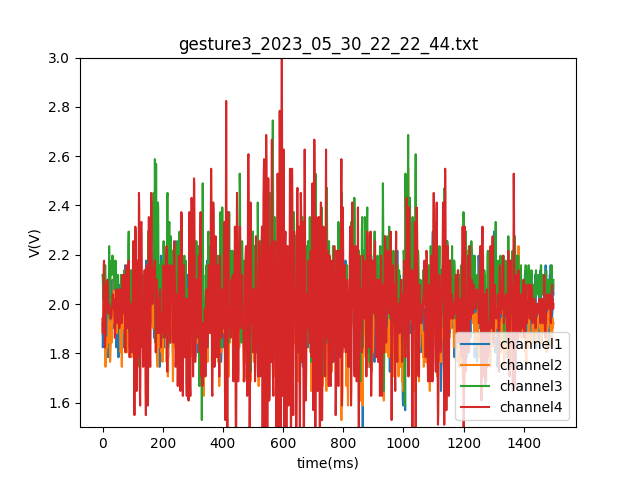 gesture3_2023_05_30_22_22_44.txt
3.0
2.8
2.6
2.4
2.2
2.0
1.8
1.6
V(V)
channel1
channel2
channel3
channel4
0 200 400 600 800 1000 1200 1400
time(ms)